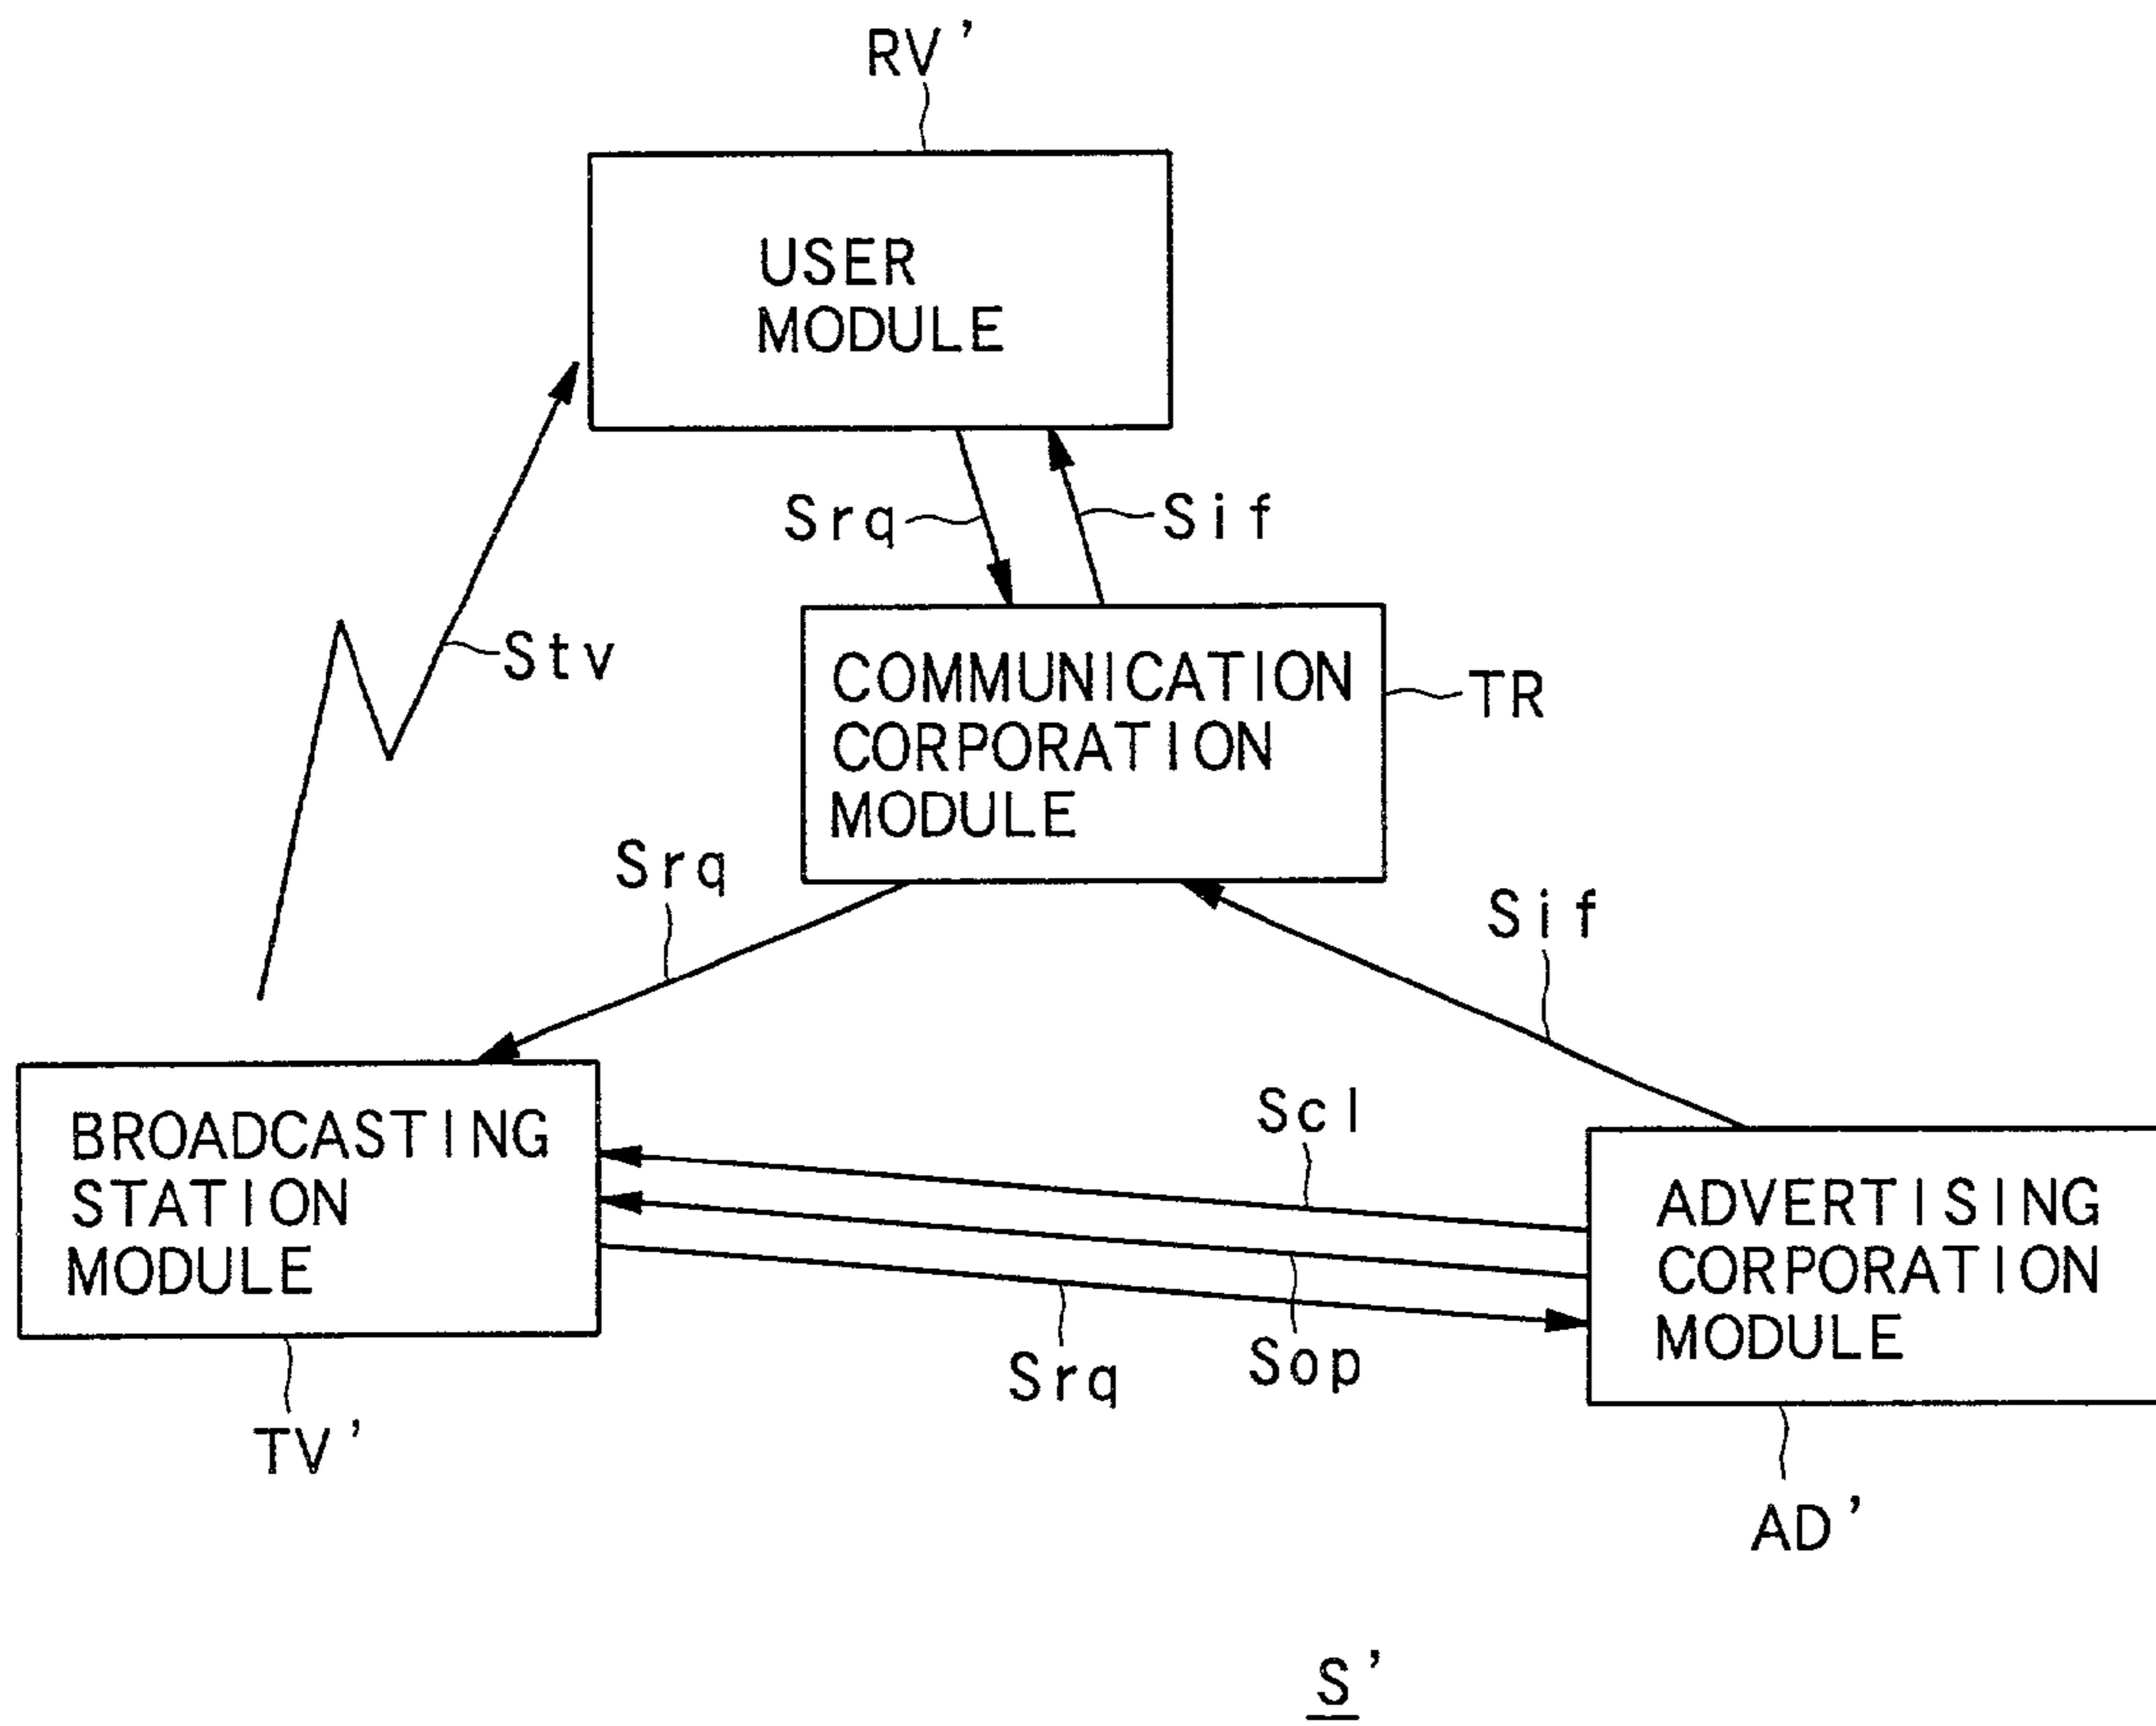 RV'
USER
MODULE
Srq
Sif
Stv
COMMUNICATION
CORPORATION
MODULE
TR
Srq
Sif
BROADCASTING
STATION
MODULE
Scl
ADVERTISING
CORPORATION
MODULE
Sop
Srq
TV'
AD'
S'